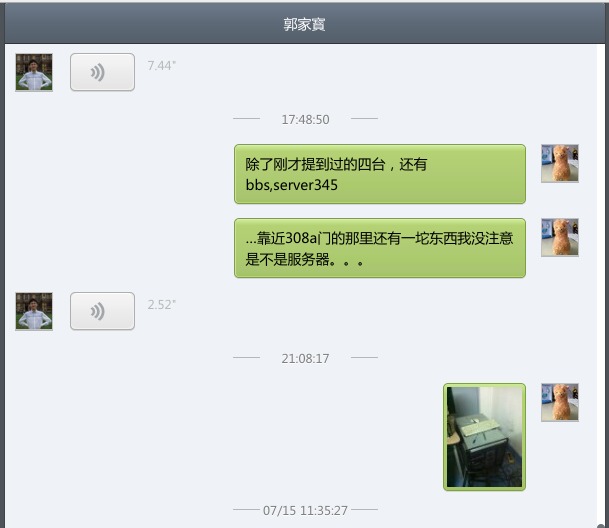 郭家寶
7.44"
17:48:50
除了刚才提到过的四台，还有
bbs,server345
...靠近308a门的那里还有一坨东西我没注意
是不是服务器。。。
2.52"
21:08:17
07/15 11:35:27